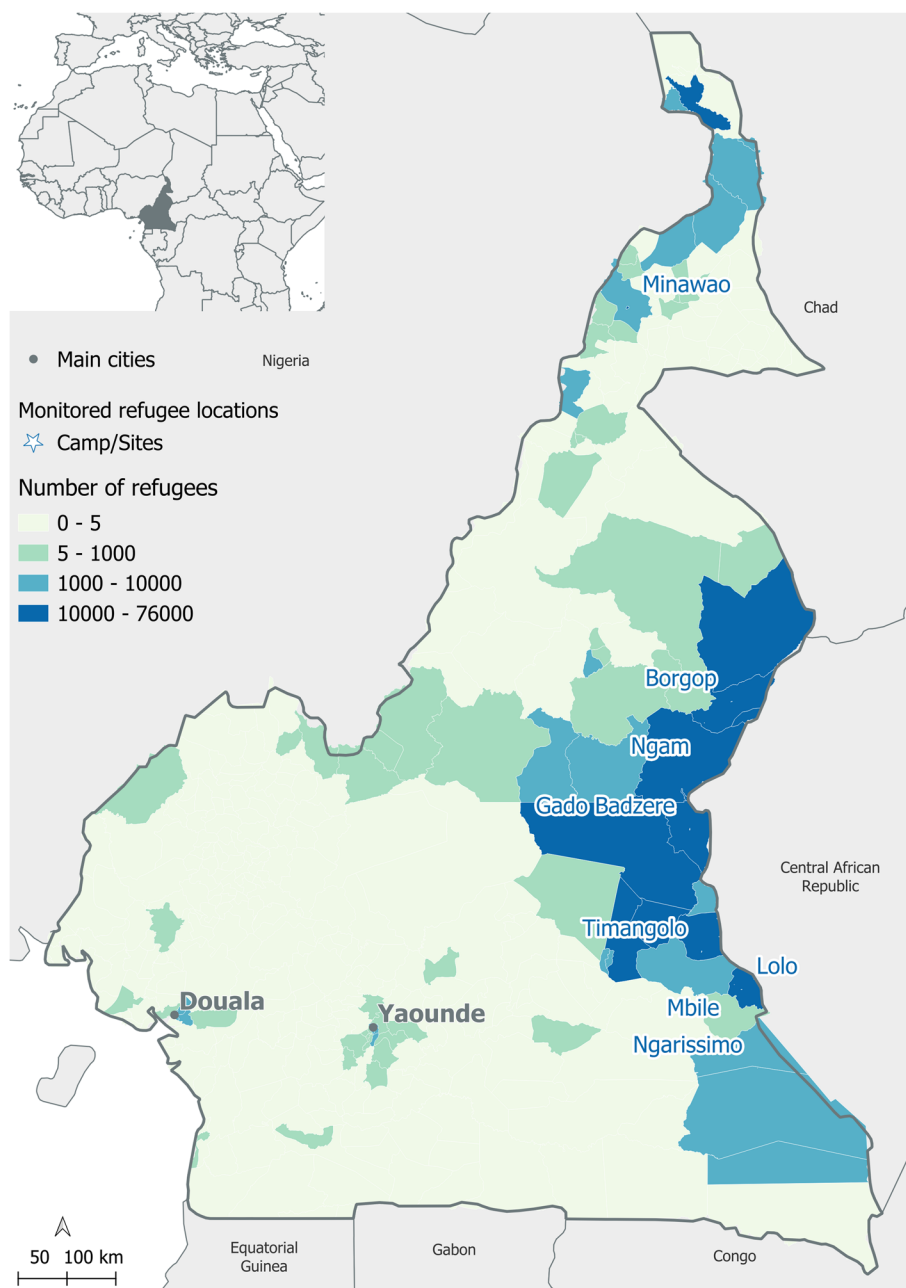 Main cities
Nigeria
Chad
Monitored refugee locations
Camp/Sites
Number of refugees
0 - 5
5 - 1000
1000 - 10000
10000 - 76000
Minawao
Borgop
Ngam
Gado Badzere
Central African
Republic
Timangolo
Lolo
Mbile
Ngarissimo
Douala
Yaounde
50 100 km
Equatorial
Guinea
Gabon
Congo